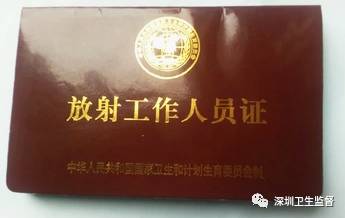 放射工作人员证
中华人民共和国国家卫生和计划生育委员会制
深圳卫生监督